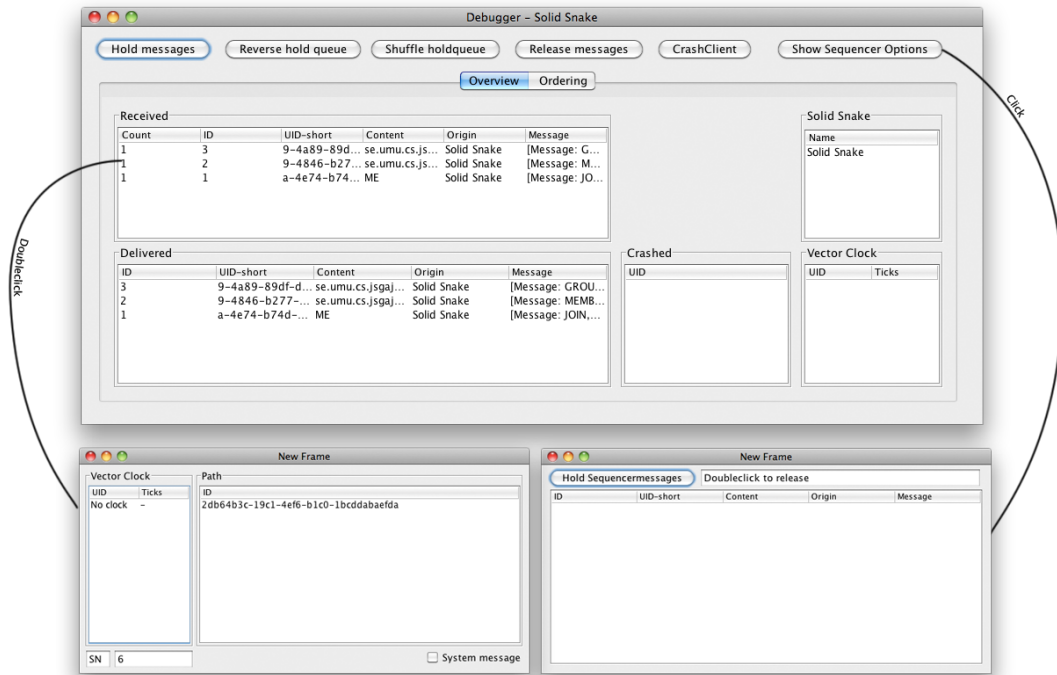 Debugger – Solid Snake
Hold messages Reverse hold queue Shuffle holdqueue Release messages CrashClient Show Sequencer Options
Overview Ordering
Click
Received
Count ID UID-short Content Origin Message
1 3 9-4a89-89d... se.umu.cs.js... Solid Snake [Message: G...
1 2 9-4846-b27... se.umu.cs.js... Solid Snake [Message: M...
1 1 a-4e74-b74... ME Solid Snake [Message: JO...
Solid Snake
Name
Solid Snake
Doubleclick
Delivered
ID UID-short Content Origin Message
3 9-4a89-89df-d... se.umu.cs.jsgaj... Solid Snake [Message: GROU...
2 9-4846-b277-... se.umu.cs.jsgaj... Solid Snake [Message: MEMB...
1 a-4e74-b74d-... ME Solid Snake [Message: JOIN,...
Crashed
UID
Vector Clock
UID Ticks
New Frame
Vector Clock
UID Ticks
No clock –
Path
ID
2db64b3c-19c1-4ef6-b1c0-1bcddabaefda
SN 6
System message
New Frame
Hold Sequencermessages Doubleclick to release
ID UID-short Content Origin Message